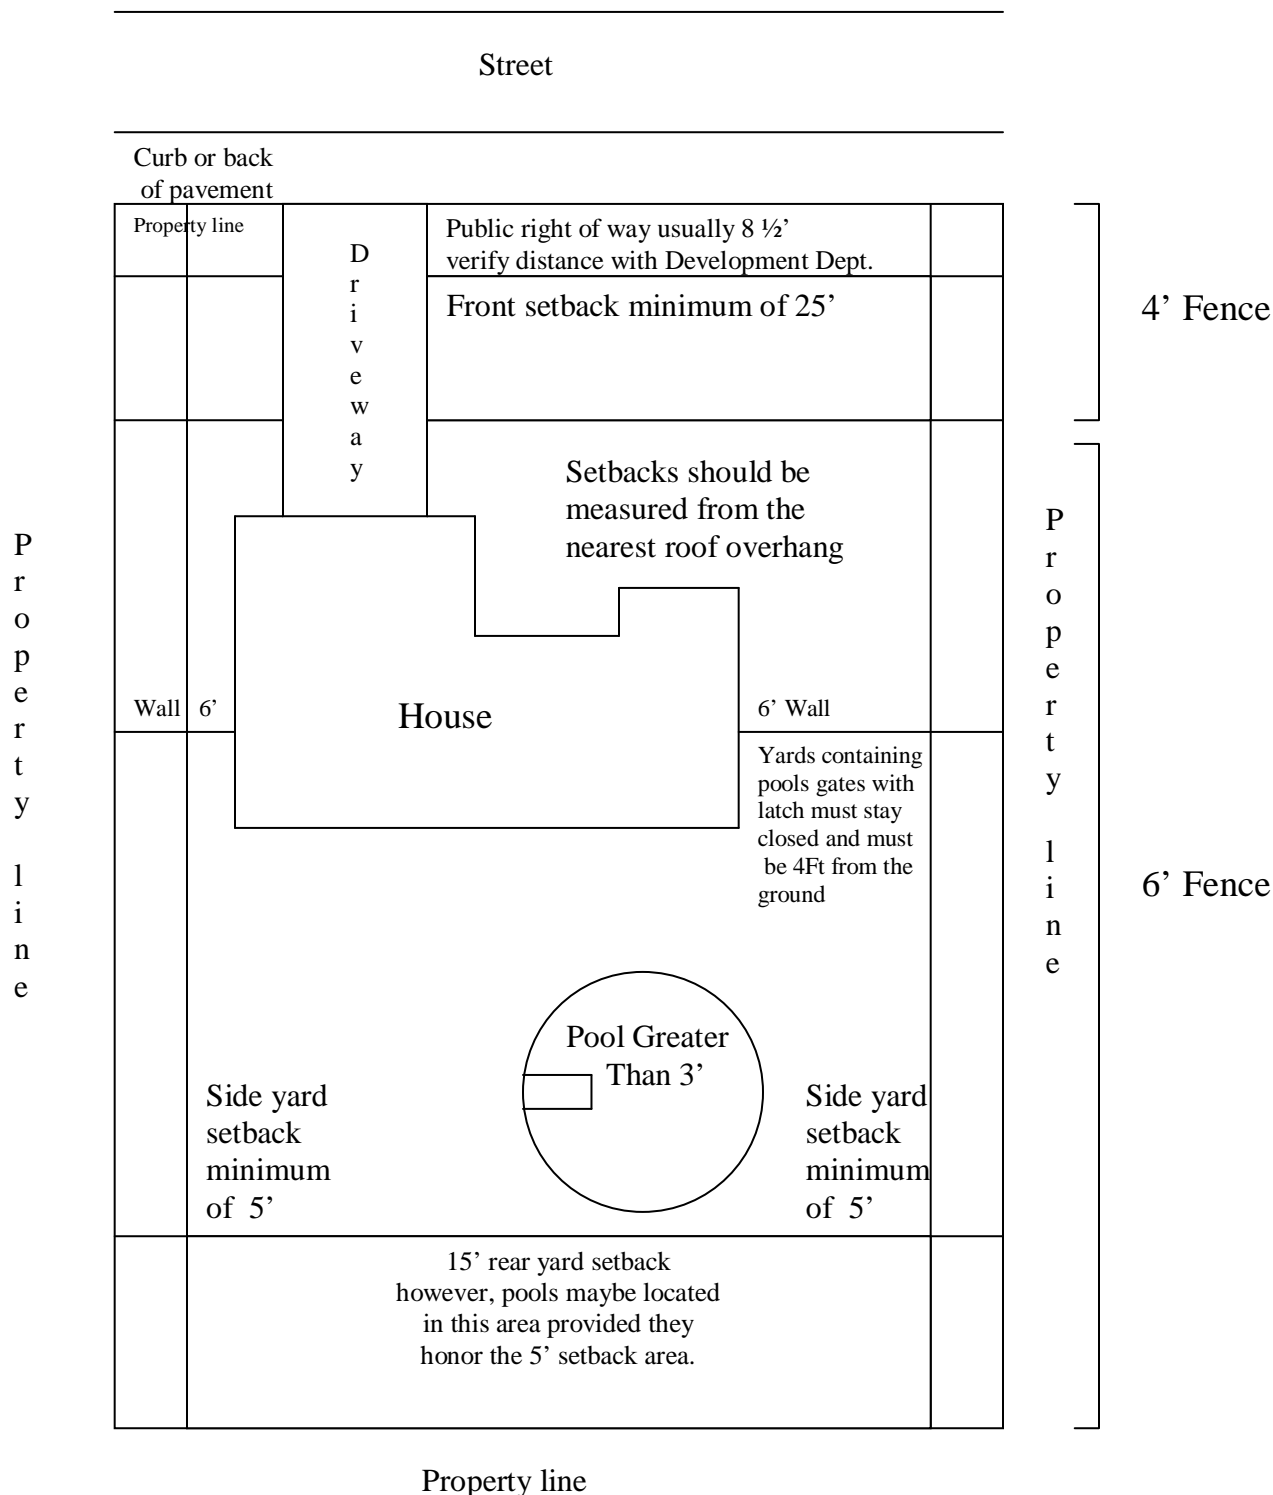 Street
Curb or back
of pavement
Property line
Driveway
Public right of way usually 8 ½’
verify distance with Development Dept.
Front setback minimum of 25’
4’ Fence
Setbacks should be
measured from the
nearest roof overhang
Property line
Property line
Wall 6’
House
6’ Wall
Yards containing
pools gates with
latch must stay
closed and must
be 4Ft from the
ground
6’ Fence
Pool Greater
Than 3’
Side yard
setback
minimum
of 5’
Side yard
setback
minimum
of 5’
15’ rear yard setback
however, pools maybe located
in this area provided they
honor the 5’ setback area.
Property line